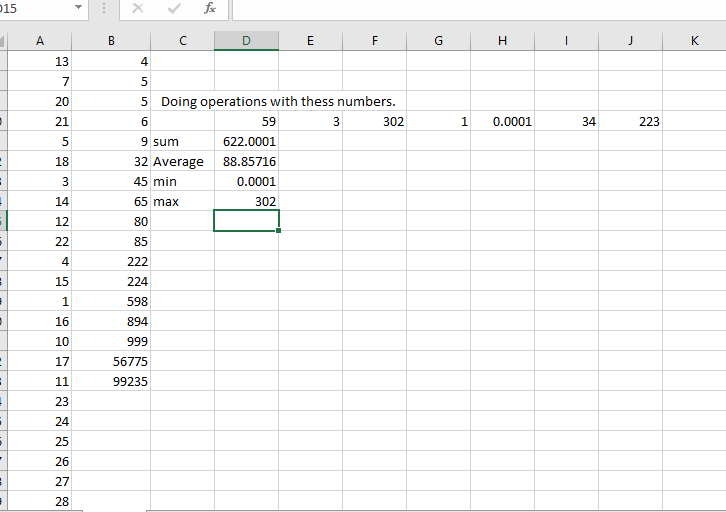 D15 fx
A B C D E F G H I J K
13 4
7 5
20 5 Doing operations with thess numbers.
21 6 59 3 302 1 0.0001 34 223
5 9 sum 622.0001
18 32 Average 88.85716
3 45 min 0.0001
14 65 max 302
12 80
22 85
4 222
15 224
1 598
16 894
10 999
17 56775
11 99235
23
24
25
26
27
28